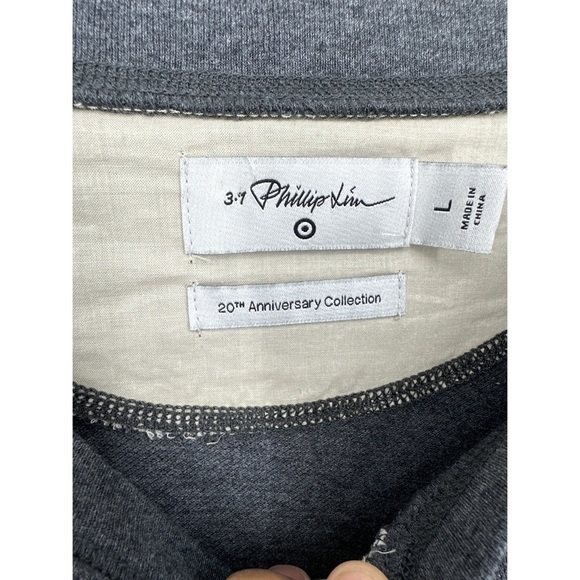 3.1 Phillip Lim
L
MADE IN
CHINA
20TH Anniversary Collection